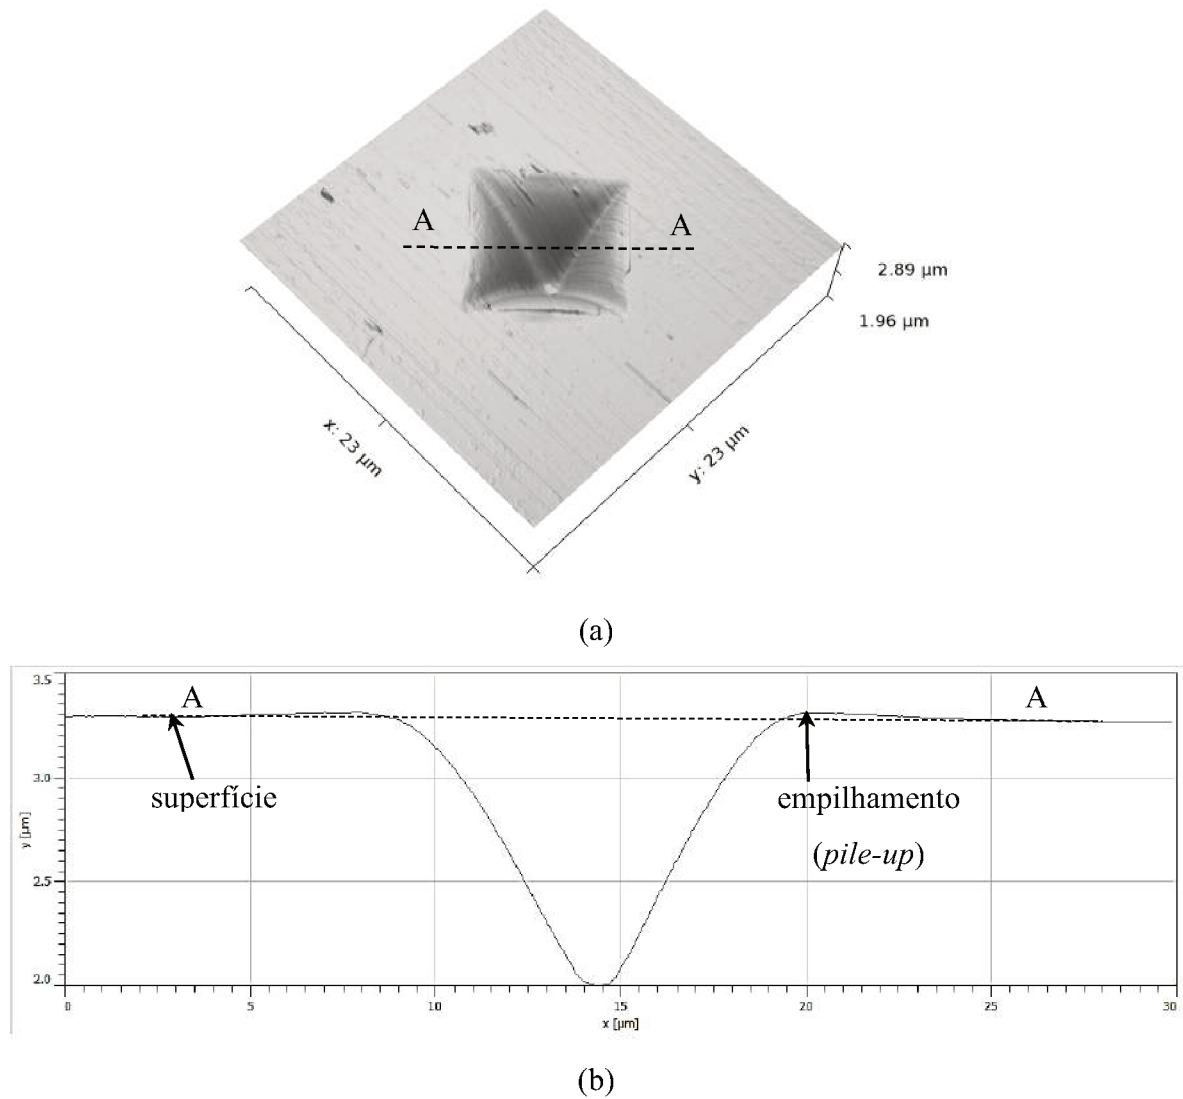 A
A
2.89 µm
1.96 µm
x: 23 µm
y: 23 µm
(a)
3.5
A
A
3.0
superfície
empilhamento
(pile-up)
y [µm]
2.5
2.0
0 5 10 15 20 25 30
x [µm]
(b)